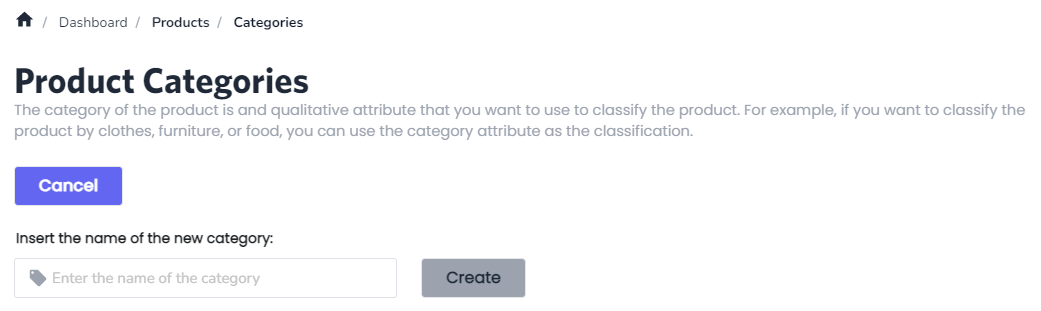 / Dashboard / Products / Categories
Product Categories
The category of the product is and qualitative attribute that you want to use to classify the product. For example, if you want to classify the
product by clothes, furniture, or food, you can use the category attribute as the classification.
Cancel
Insert the name of the new category:
Enter the name of the category Create